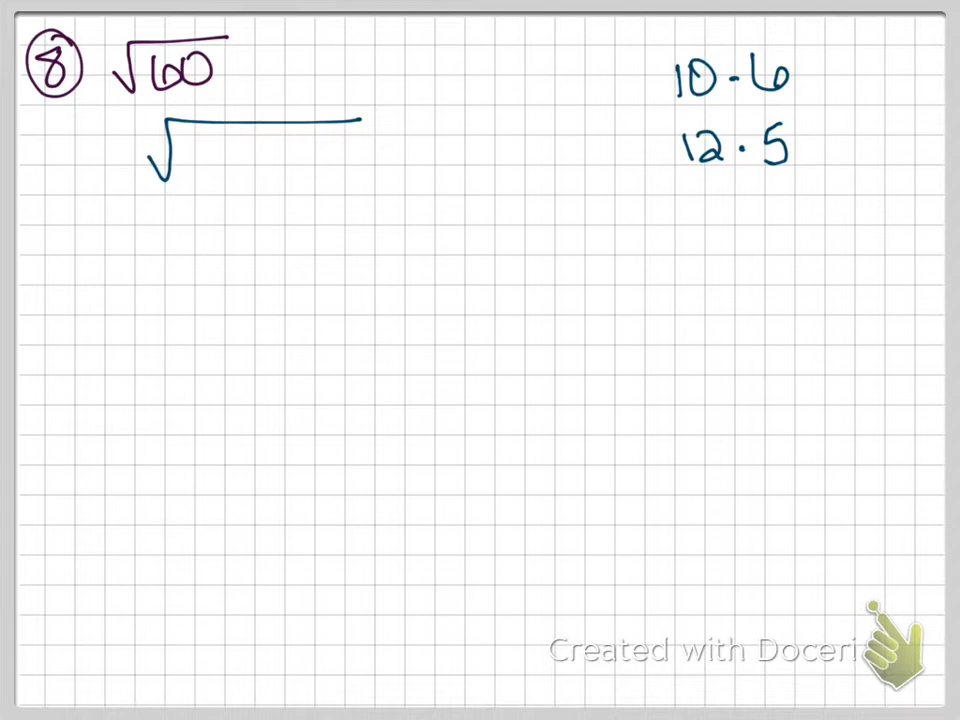 ⑧ √60
10 · 6
√
12 · 5
Created with Doceri